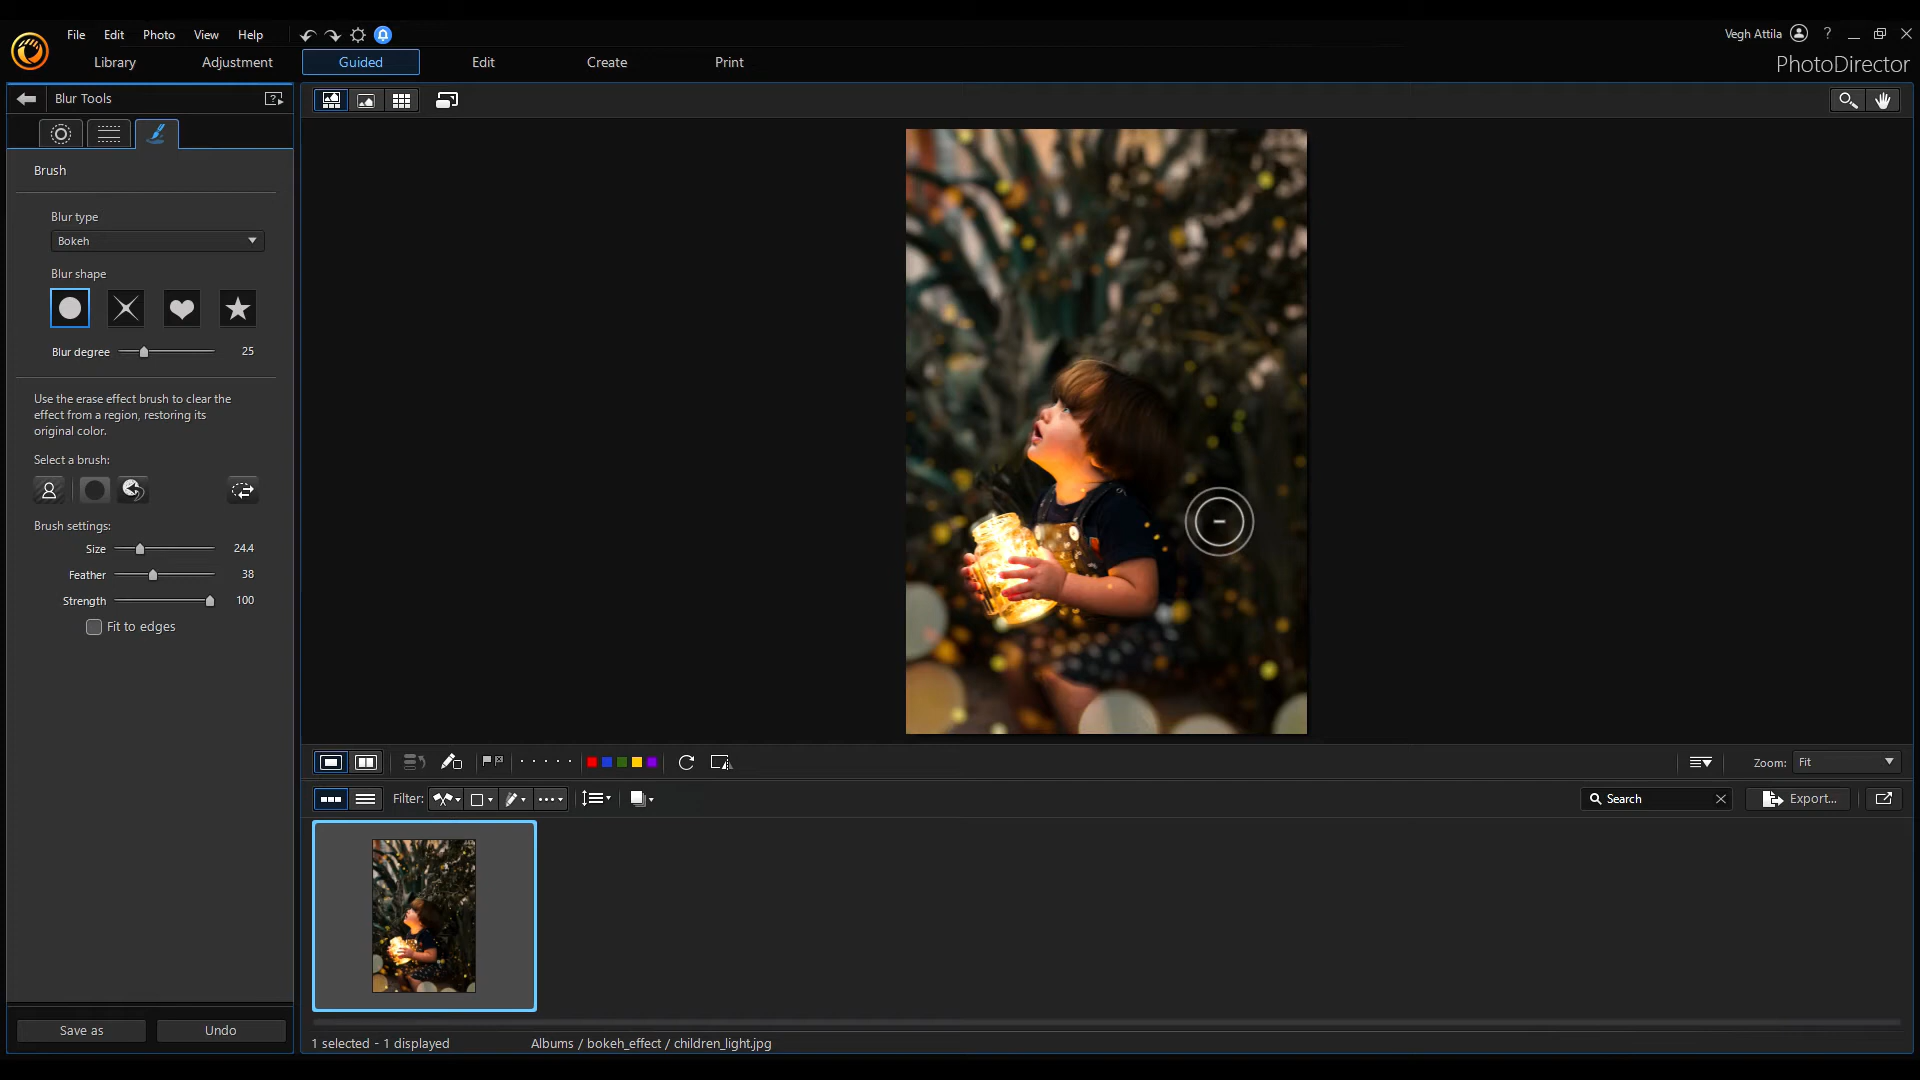 File Edit Photo View Help
Vegh Attila ?
Library Adjustment Guided Edit Create Print
PhotoDirector
Blur Tools
Brush
Blur type
Bokeh
Blur shape
Blur degree 25
Use the erase effect brush to clear the
effect from a region, restoring its
original color.
Select a brush:
Brush settings:
Size 24.4
Feather 38
Strength 100
Fit to edges
Zoom: Fit
Filter:
Search
Export...
Save as Undo
1 selected - 1 displayed
Albums / bokeh_effect / children_light.jpg